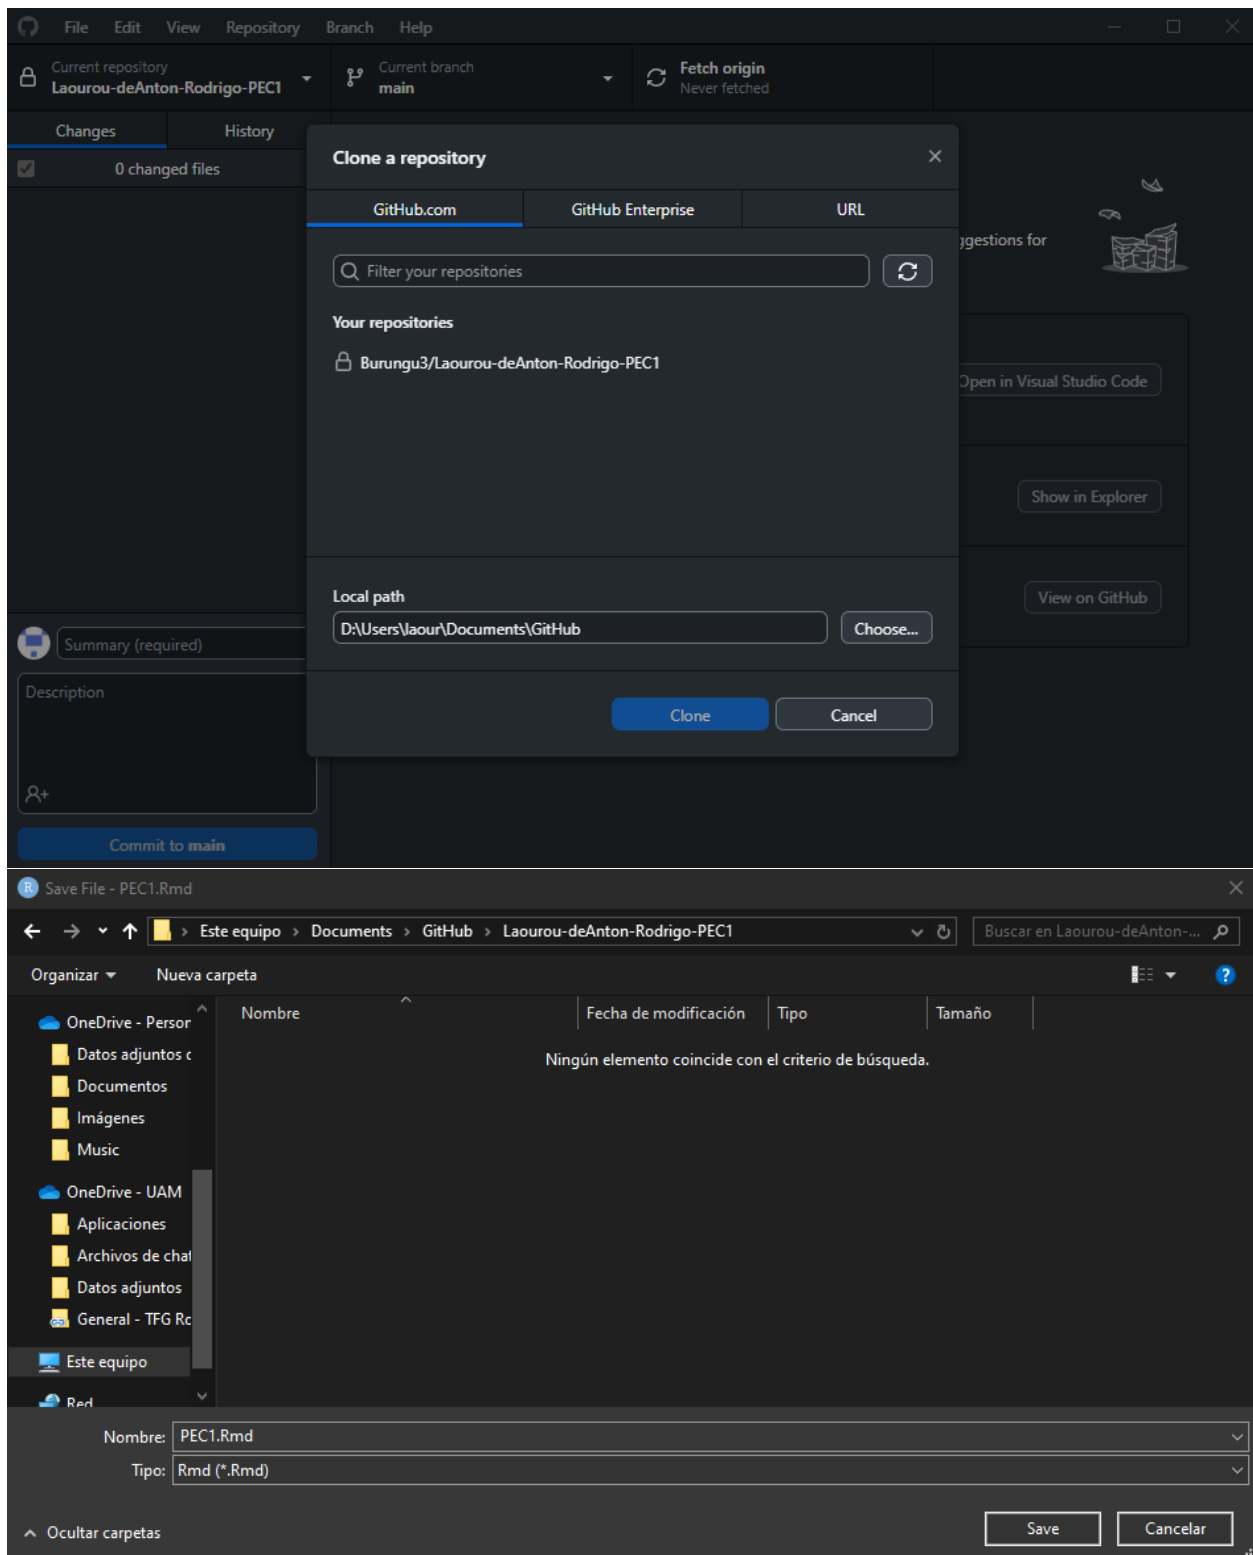 File Edit View Repository Branch Help
Current repository
Laourou-deAnton-Rodrigo-PEC1
Current branch
main
Fetch origin
Never fetched
Changes History
0 changed files
Clone a repository
GitHub.com GitHub Enterprise URL
Filter your repositories
ggestions for
Your repositories
Burungu3/Laourou-deAnton-Rodrigo-PEC1
Open in Visual Studio Code
Show in Explorer
Local path
D:\Users\laour\Documents\GitHub
Choose...
View on GitHub
Summary (required)
Description
Clone Cancel
Commit to main
R Save File - PEC1.Rmd
Este equipo > Documents > GitHub > Laourou-deAnton-Rodrigo-PEC1
Buscar en Laourou-deAnton-...
Organizar Nueva carpeta
?
Nombre Fecha de modificación Tipo Tamaño
Ningún elemento coincide con el criterio de búsqueda.
OneDrive - Person
Datos adjuntos c
Documentos
Imágenes
Music
OneDrive - UAM
Aplicaciones
Archivos de chat
Datos adjuntos
General - TFG Rc
Este equipo
Red
Nombre: PEC1.Rmd
Tipo: Rmd (*.Rmd)
Ocultar carpetas
Save Cancelar